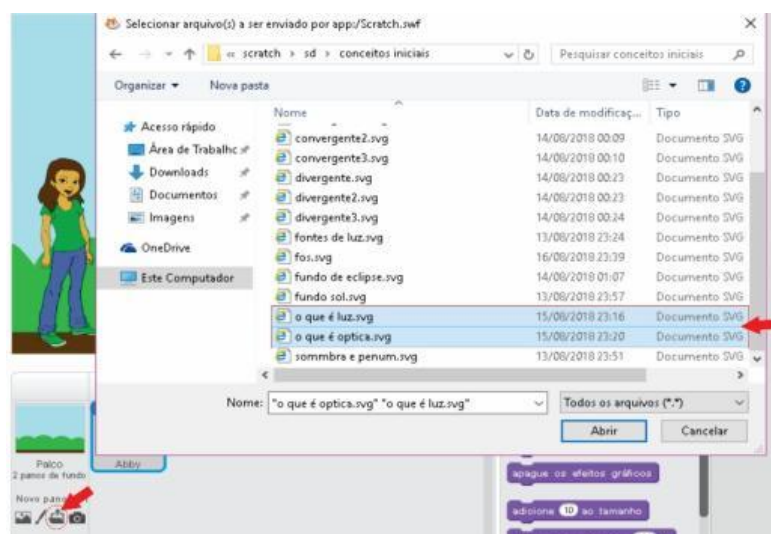 Selecionar arquivo(s) a ser enviado por app:/Scratch.swf
« scratch > sd > conceitos iniciais
Pesquisar conceitos iniciais
Organizar
Nova pasta
Nome
Data de modificaç...
Tipo
Acesso rápido
Área de Trabalhc
Downloads
Documentos
Imagens
OneDrive
Este Computador
convergente2.svg 14/08/2018 00:09 Documento SVG
convergente3.svg 14/08/2018 00:10 Documento SVG
divergente.svg 14/08/2018 00:23 Documento SVG
divergente2.svg 14/08/2018 00:23 Documento SVG
divergente3.svg 14/08/2018 00:24 Documento SVG
fontes de luz.svg 13/08/2018 23:24 Documento SVG
fos.svg 16/08/2018 23:39 Documento SVG
fundo de eclipse.svg 14/08/2018 01:07 Documento SVG
fundo sol.svg 13/08/2018 23:57 Documento SVG
o que é luz.svg 15/08/2018 23:16 Documento SVG
o que é optica.svg 15/08/2018 23:20 Documento SVG
sommbra e penum.svg 13/08/2018 23:51 Documento SVG
Nome: "o que é optica.svg" "o que é luz.svg"
Todos os arquivos (*.*)
Abrir
Cancelar
Palco
2 panos de fundo
Abby
Novo pano
apague os efeitos gráficos
adicione 10 ao tamanho